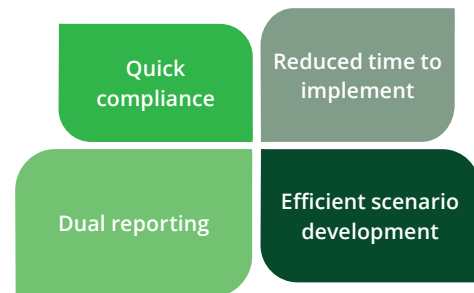 Quick
compliance
Reduced time to
implement
Dual reporting
Efficient scenario
development